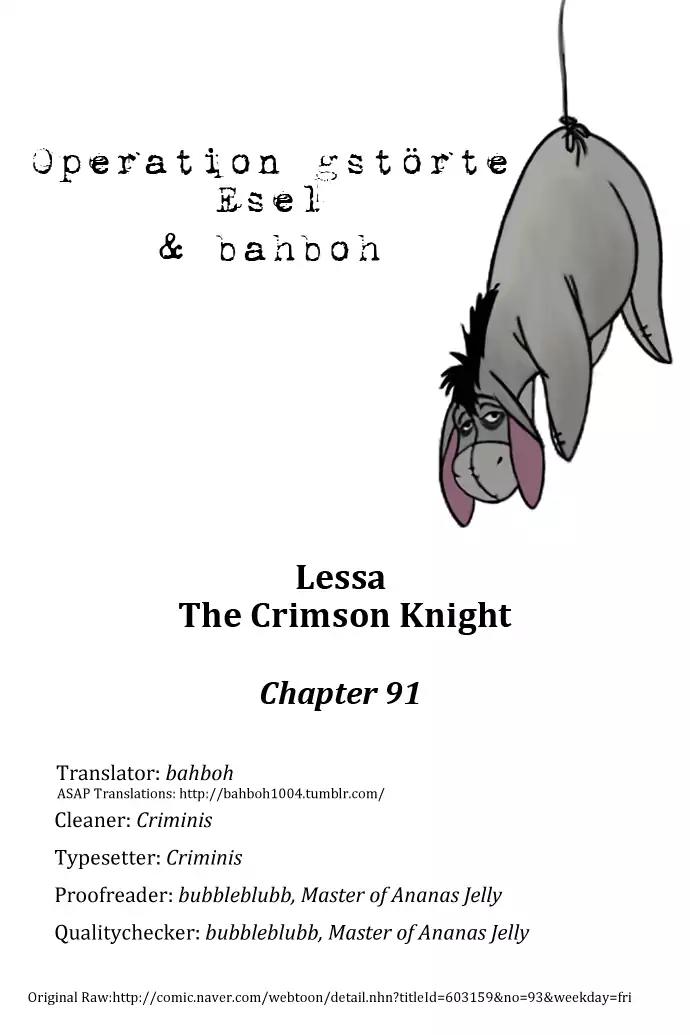 Operation gstörte
Esel
& bahboh
Lessa
The Crimson Knight
Chapter 91
Translator: bahboh
ASAP Translations: http://bahboh1004.tumblr.com/
Cleaner: Criminis
Typesetter: Criminis
Proofreader: bubbleblubb, Master of Ananas Jelly
Qualitychecker: bubbleblubb, Master of Ananas Jelly
Original Raw:http://comic.naver.com/webtoon/detail.nhn?titleId=603159&no=93&weekday=fri